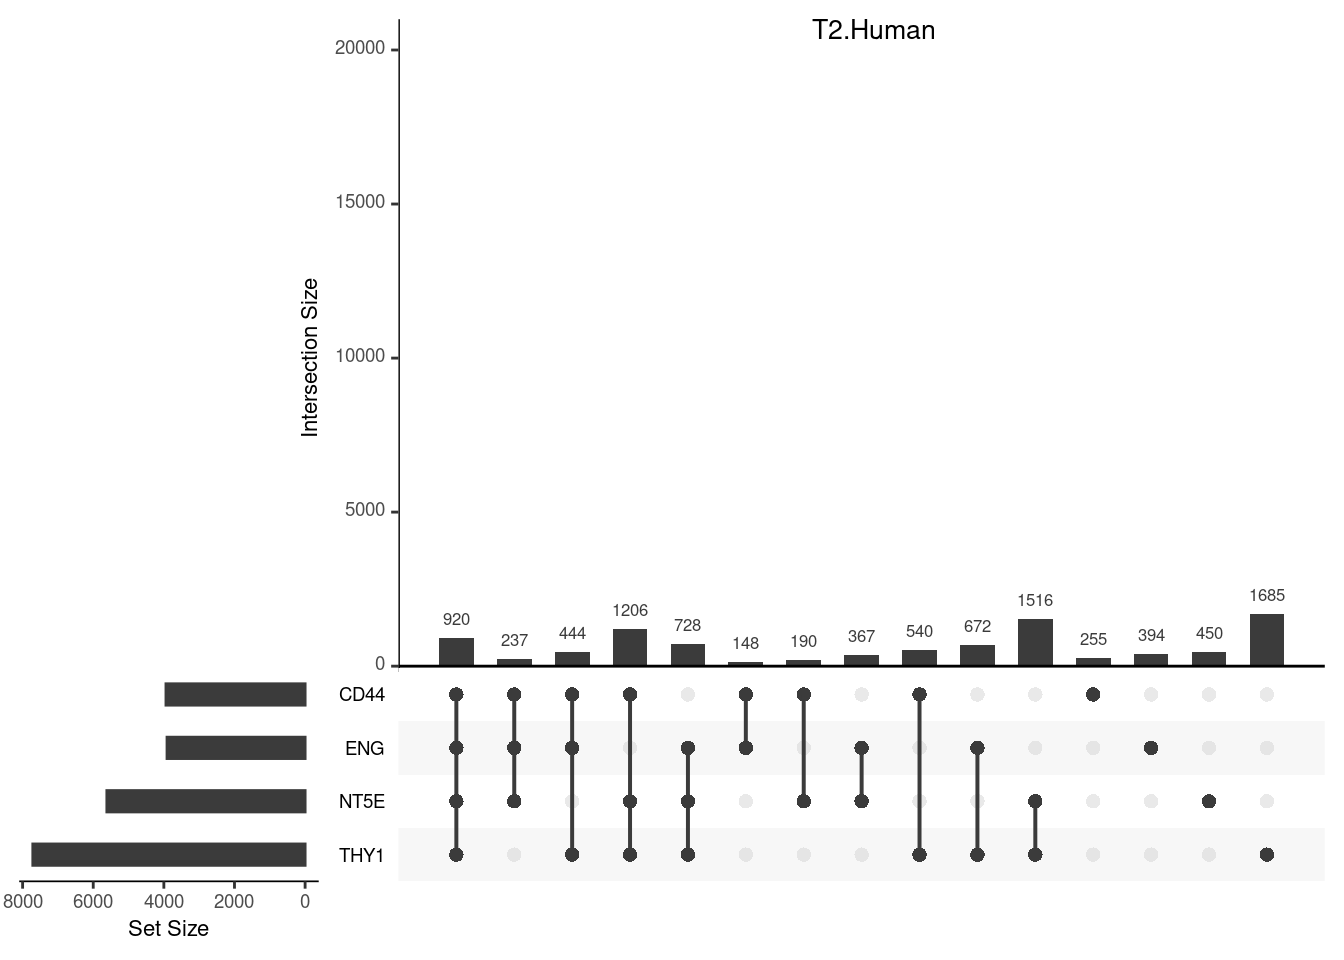 T2.Human
20000
15000
10000
5000
0
Intersection Size
920 237 444 1206 728 148 190 367 540 672 1516 255 394 450 1685
CD44
ENG
NT5E
THY1
8000 6000 4000 2000 0
Set Size